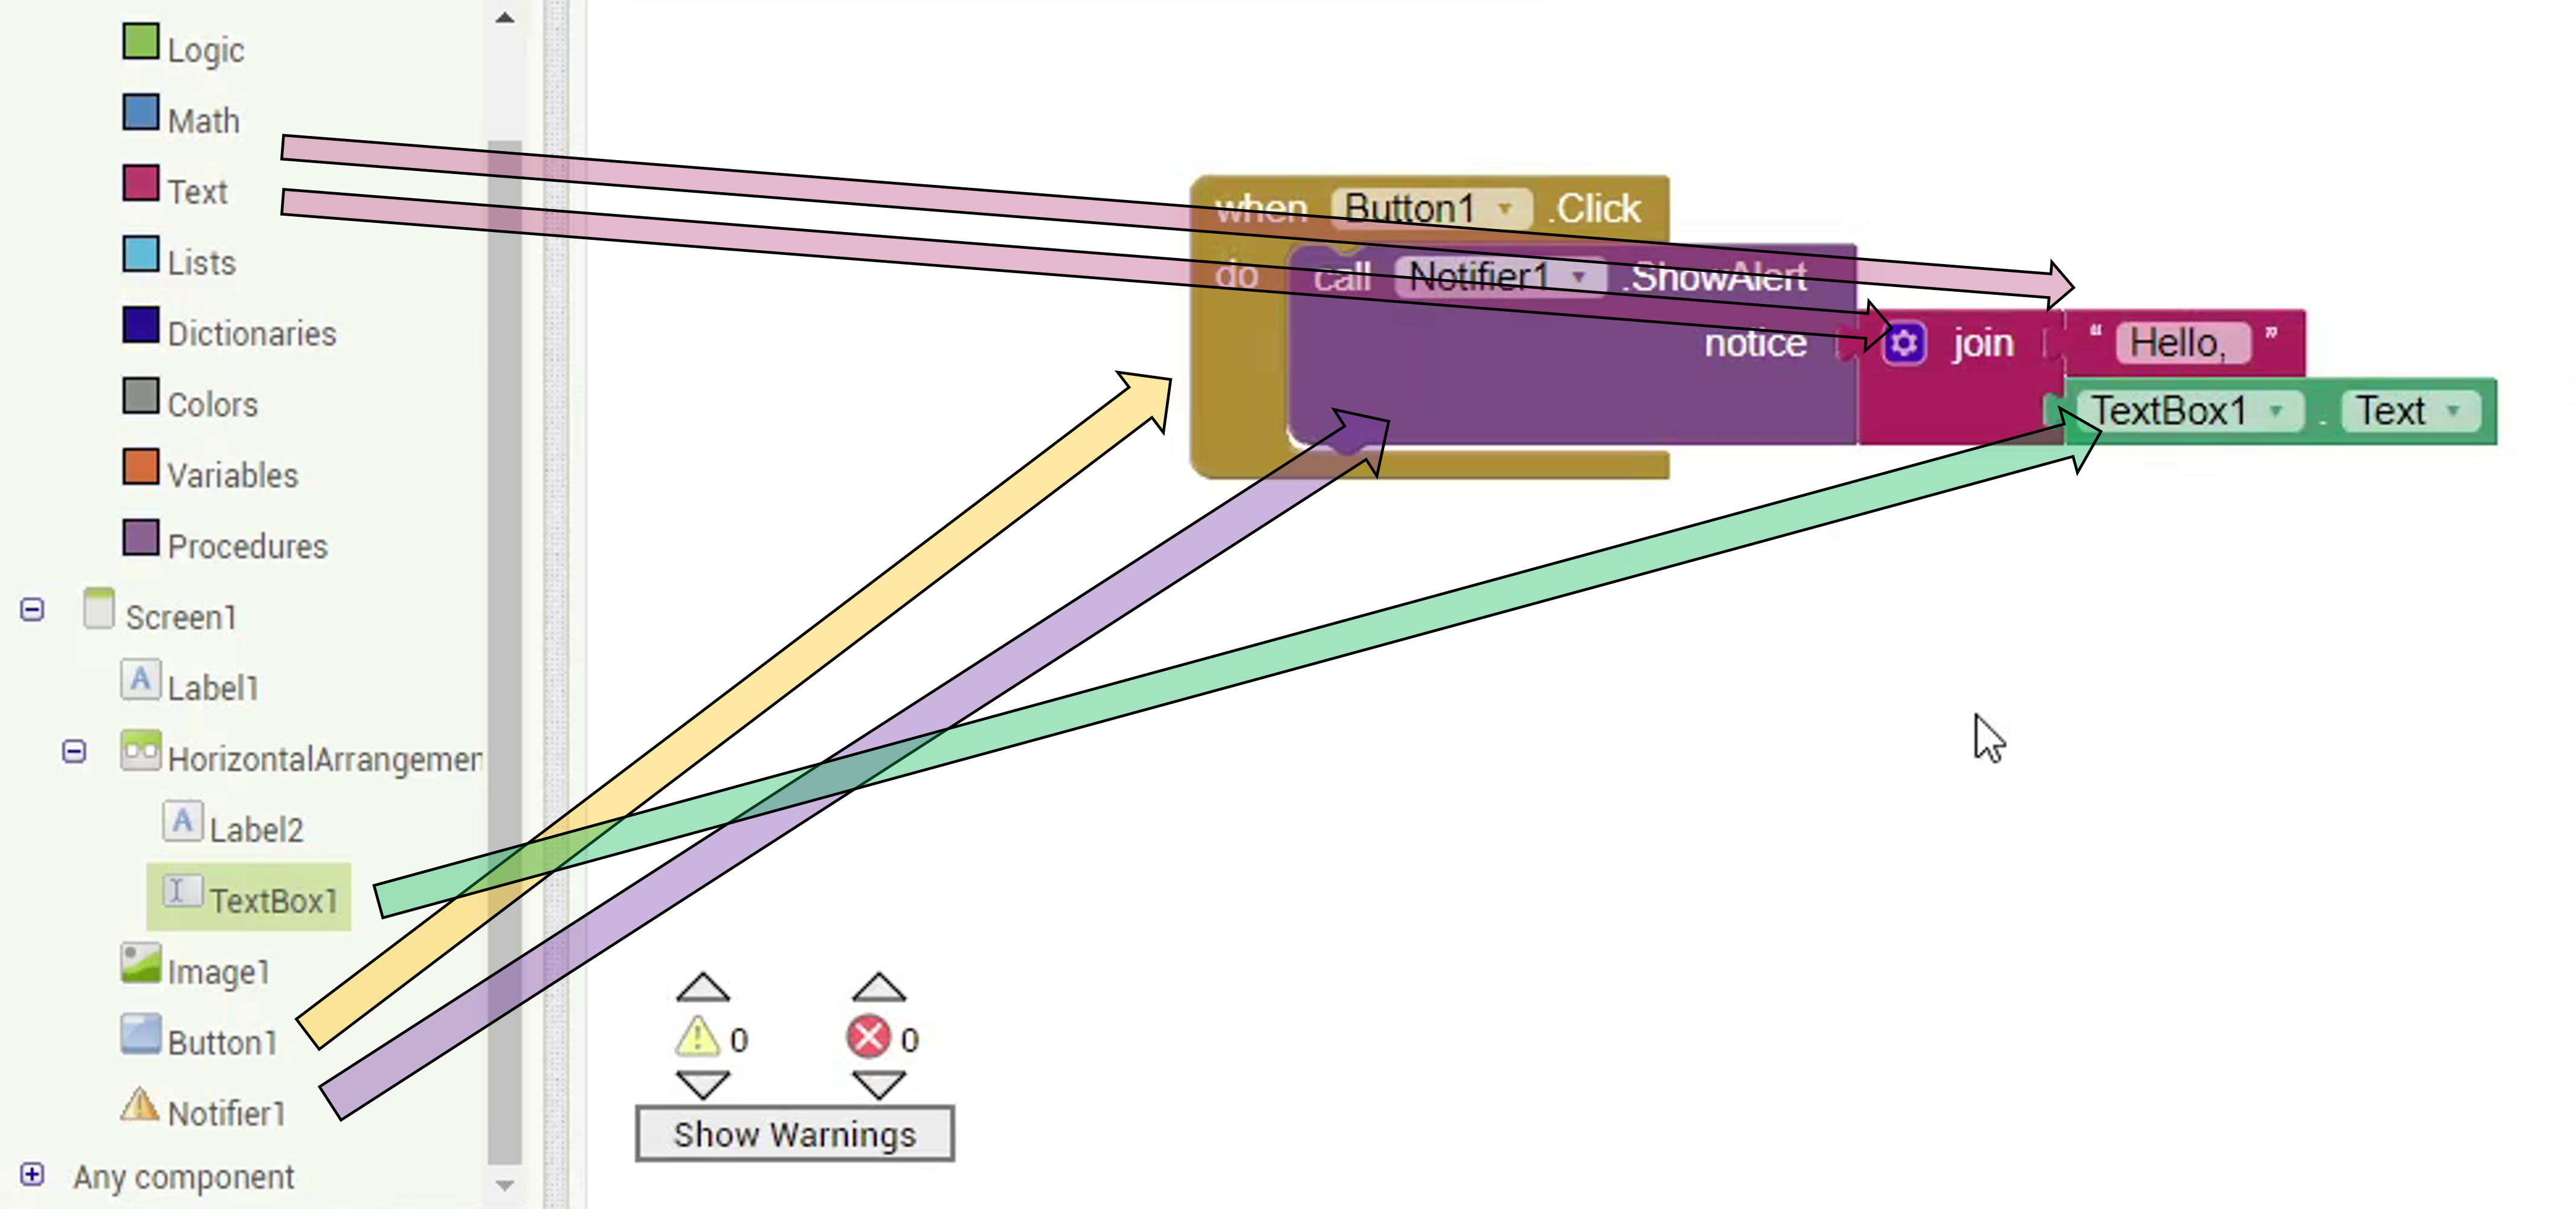 Logic
Math
Text
Lists
Dictionaries
Colors
Variables
Procedures
Screen1
Label1
HorizontalArrangemen
Label2
TextBox1
Image1
Button1
Notifier1
Any component
when Button1 .Click
do call Notifier1 .ShowAlert
notice join “ Hello, ”
TextBox1 . Text
0 0
Show Warnings